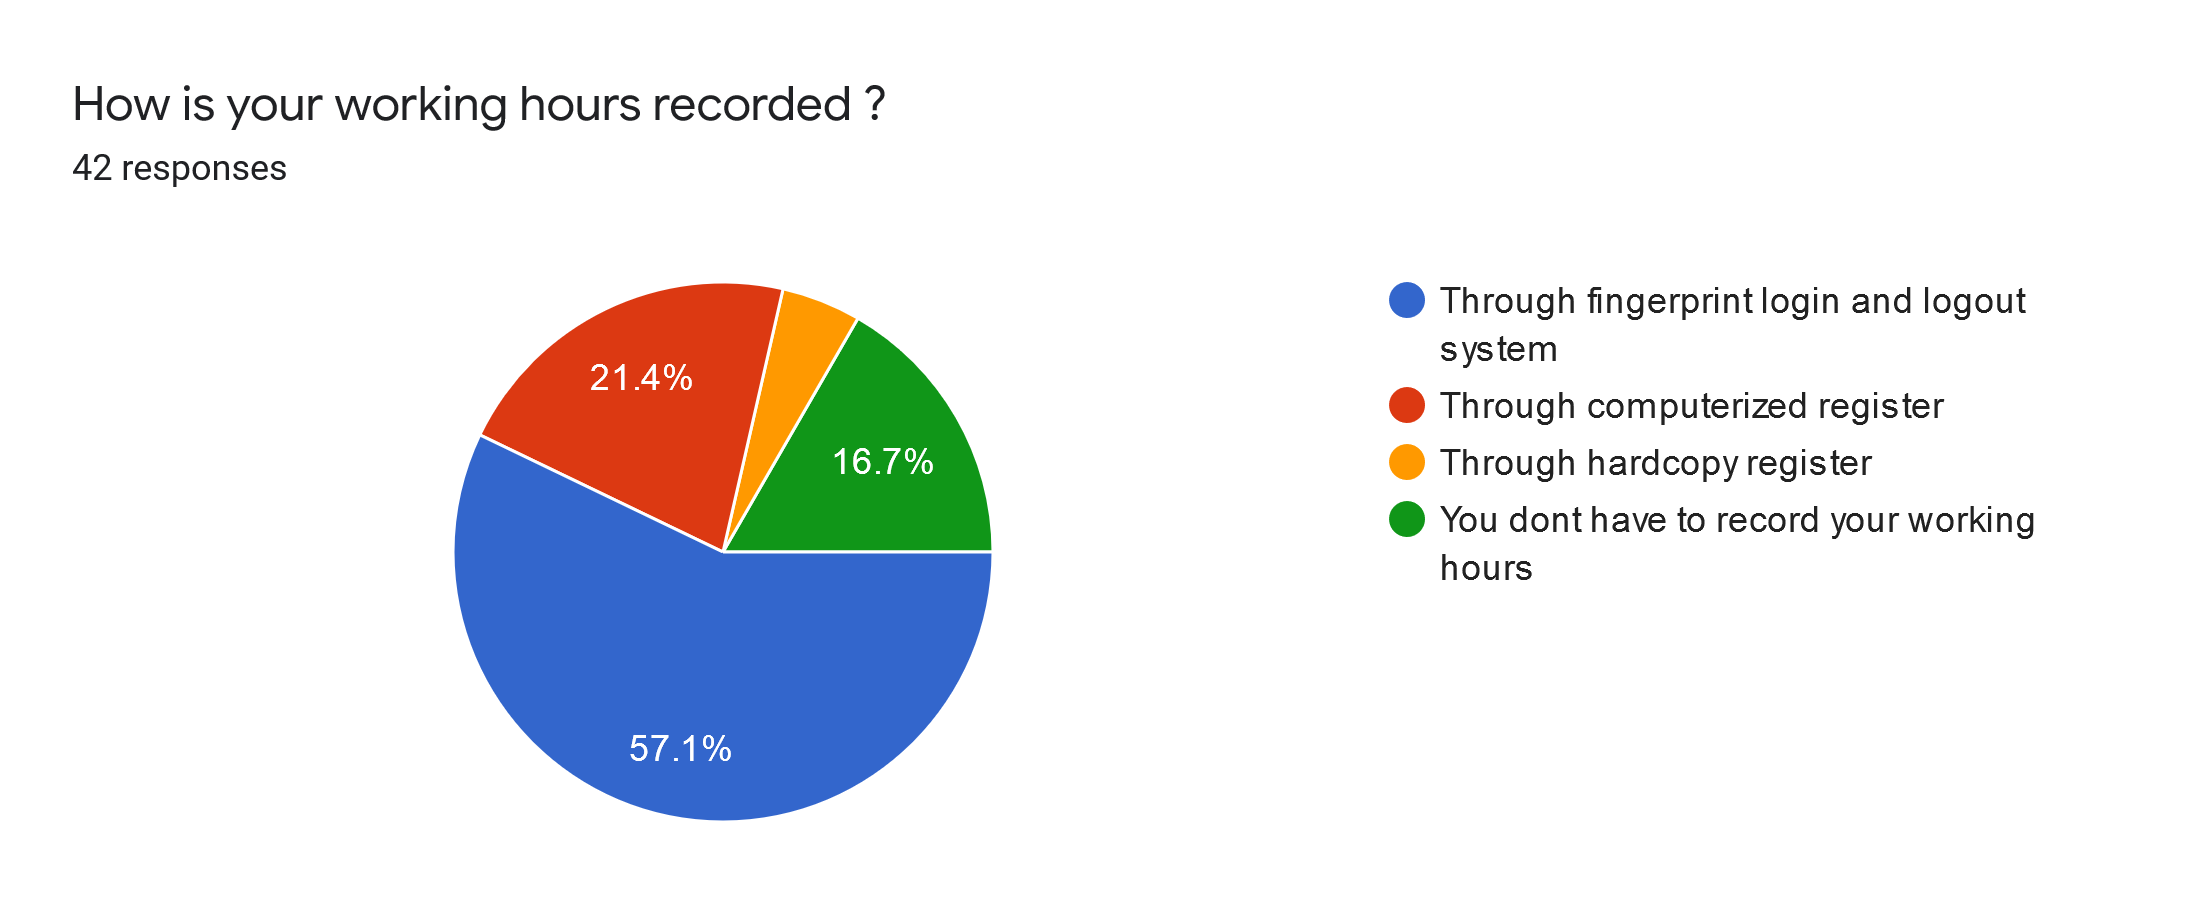 How is your working hours recorded ?
42 responses
21.4%
16.7%
57.1%
Through fingerprint login and logout
system
Through computerized register
Through hardcopy register
You dont have to record your working
hours